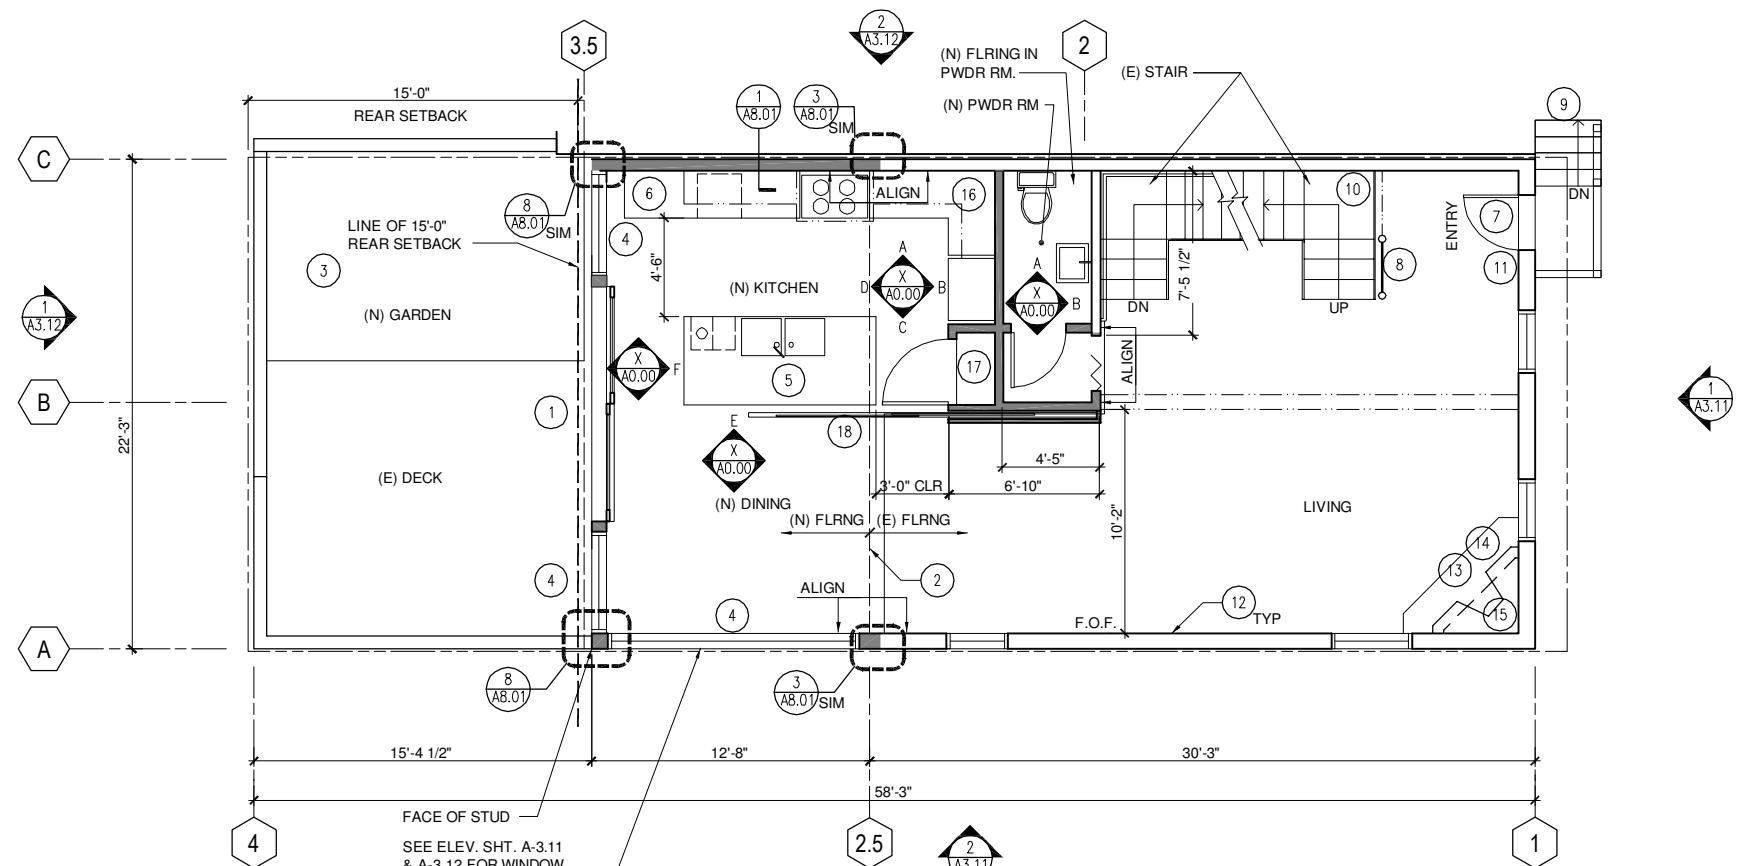 2
A3.12
3.5
2
(N) FLRING IN
PWDR RM.
(E) STAIR
15'-0"
REAR SETBACK
1
A8.01
3
A8.01
SIM
(N) PWDR RM
9
C
DN
6
ALIGN
16
10
7
ENTRY
8
A8.01
SIM
LINE OF 15'-0"
REAR SETBACK
4
3
4'-6"
(N) KITCHEN
A
D
X
A0.00
B
C
A
X
A0.00
B
7'-5 1/2"
8
11
DN
UP
1
A3.12
(N) GARDEN
X
A0.00
F
5
17
ALIGN
B
22'-3"
1
1
A3.11
E
X
A0.00
18
4'-5"
(E) DECK
3'-0" CLR
6'-10"
(N) DINING
LIVING
(N) FLRNG
(E) FLRNG
10'-2"
14
13
4
2
ALIGN
4
12
TYP
15
F.O.F.
A
8
A8.01
3
A8.01
SIM
15'-4 1/2"
12'-8"
30'-3"
58'-3"
FACE OF STUD
SEE ELEV. SHT. A-3.11
& A-3.12 FOR WINDOW
4
2.5
2
A3.11
1